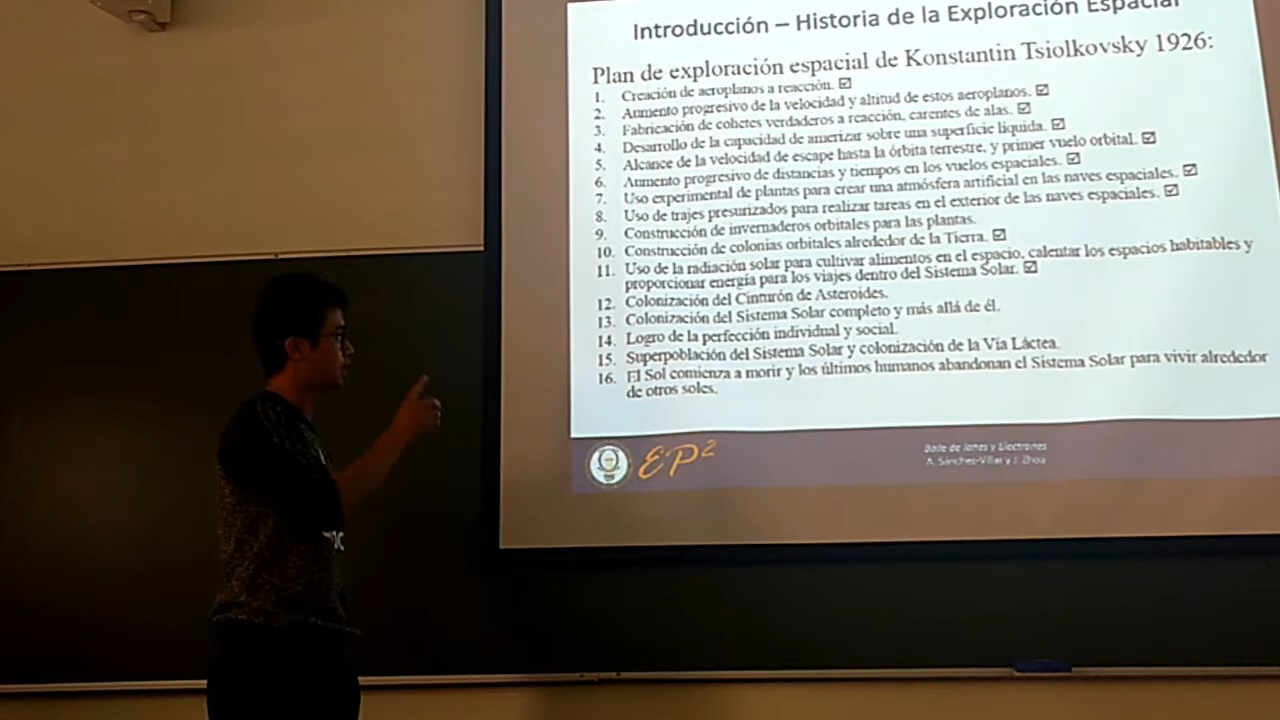 Introducción – Historia de la Exploración Espacial
Plan de exploración espacial de Konstantin Tsiolkovsky 1926:
1. Creación de aeroplanos a reacción. ☑
2. Aumento progresivo de la velocidad y altitud de estos aeroplanos. ☑
3. Fabricación de cohetes verdaderos a reacción, carentes de alas. ☑
4. Desarrollo de la capacidad de amerizar sobre una superficie líquida. ☑
5. Alcance de la velocidad de escape hasta la órbita terrestre, y primer vuelo orbital. ☑
6. Aumento progresivo de distancias y tiempos en los vuelos espaciales. ☑
7. Uso experimental de plantas para crear una atmósfera artificial en las naves espaciales. ☑
8. Uso de trajes presurizados para realizar tareas en el exterior de las naves espaciales. ☑
9. Construcción de invernaderos orbitales para las plantas.
10. Construcción de colonias orbitales alrededor de la Tierra. ☑
11. Uso de la radiación solar para cultivar alimentos en el espacio, calentar los espacios habitables y
proporcionar energía para los viajes dentro del Sistema Solar. ☑
12. Colonización del Cinturón de Asteroides.
13. Colonización del Sistema Solar completo y más allá de él.
14. Logro de la perfección individual y social.
15. Superpoblación del Sistema Solar y colonización de la Vía Láctea.
16. El Sol comienza a morir y los últimos humanos abandonan el Sistema Solar para vivir alrededor
de otros soles.
EP²
Baile de Iones y Electrones
A. Sánchez-Villar y J. Zhou